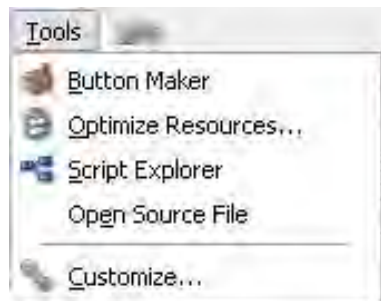 Tools
Button Maker
Optimize Resources...
Script Explorer
Open Source File
Customize...